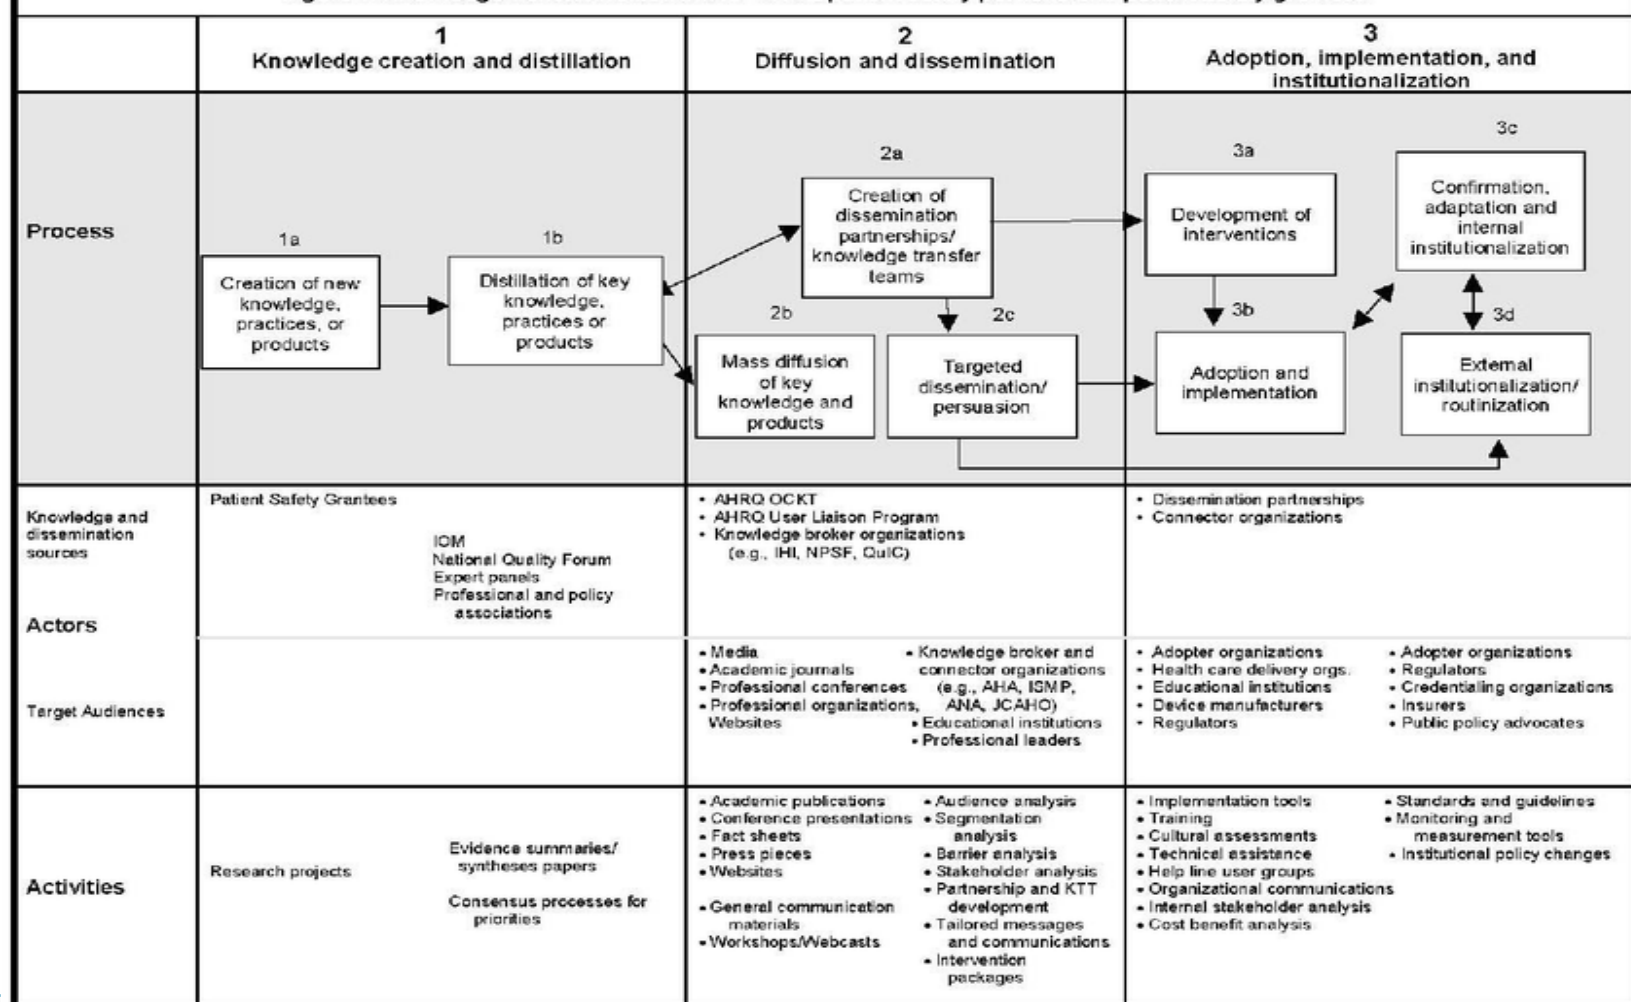 1
Knowledge creation and distillation
2
Diffusion and dissemination
3
Adoption, implementation, and
institutionalization
Process
1a
Creation of new
knowledge,
practices, or
products
1b
Distillation of key
knowledge,
practices or
products
2a
Creation of
dissemination
partnerships/
knowledge transfer
teams
2b
Mass diffusion
of key
knowledge and
products
2c
Targeted
dissemination/
persuasion
3a
Development of
interventions
3b
Adoption and
implementation
3c
Confirmation,
adaptation and
internal
institutionalization
3d
External
institutionalization/
routinization
Knowledge and
dissemination
sources
Actors
Target Audiences
Patient Safety Grantees
IOM
National Quality Forum
Expert panels
Professional and policy
associations
• AHRQ OCKT
• AHRQ User Liaison Program
• Knowledge broker organizations
(e.g., IHI, NPSF, QuIC)
• Dissemination partnerships
• Connector organizations
• Media
• Academic journals
• Professional conferences
• Professional organizations,
Websites
• Knowledge broker and
connector organizations
(e.g., AHA, ISMP,
ANA, JCAHO)
• Educational institutions
• Professional leaders
• Adopter organizations
• Health care delivery orgs.
• Educational institutions
• Device manufacturers
• Regulators
• Adopter organizations
• Regulators
• Credentialing organizations
• Insurers
• Public policy advocates
Activities
Research projects
Evidence summaries/
syntheses papers
Consensus processes for
priorities
• Academic publications
• Conference presentations
• Fact sheets
• Press pieces
• Websites
• General communication
materials
• Workshops/Webcasts
• Audience analysis
• Segmentation
analysis
• Barrier analysis
• Stakeholder analysis
• Partnership and KTT
development
• Tailored messages
and communications
• Intervention
packages
• Implementation tools
• Training
• Cultural assessments
• Technical assistance
• Help line user groups
• Organizational communications
• Internal stakeholder analysis
• Cost benefit analysis
• Standards and guidelines
• Monitoring and
measurement tools
• Institutional policy changes